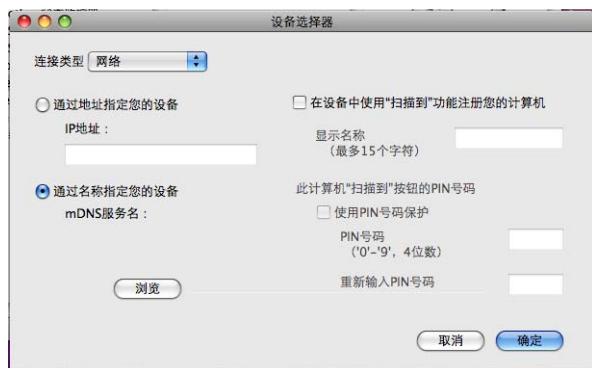 设备选择器
连接类型 网络
通过地址指定您的设备
IP地址：
通过名称指定您的设备
mDNS服务名：
浏览
在设备中使用“扫描到”功能注册您的计算机
显示名称
（最多15个字符）
此计算机“扫描到”按钮的PIN号码
使用PIN号码保护
PIN号码
('0'-'9'，4位数)
重新输入PIN号码
取消 确定